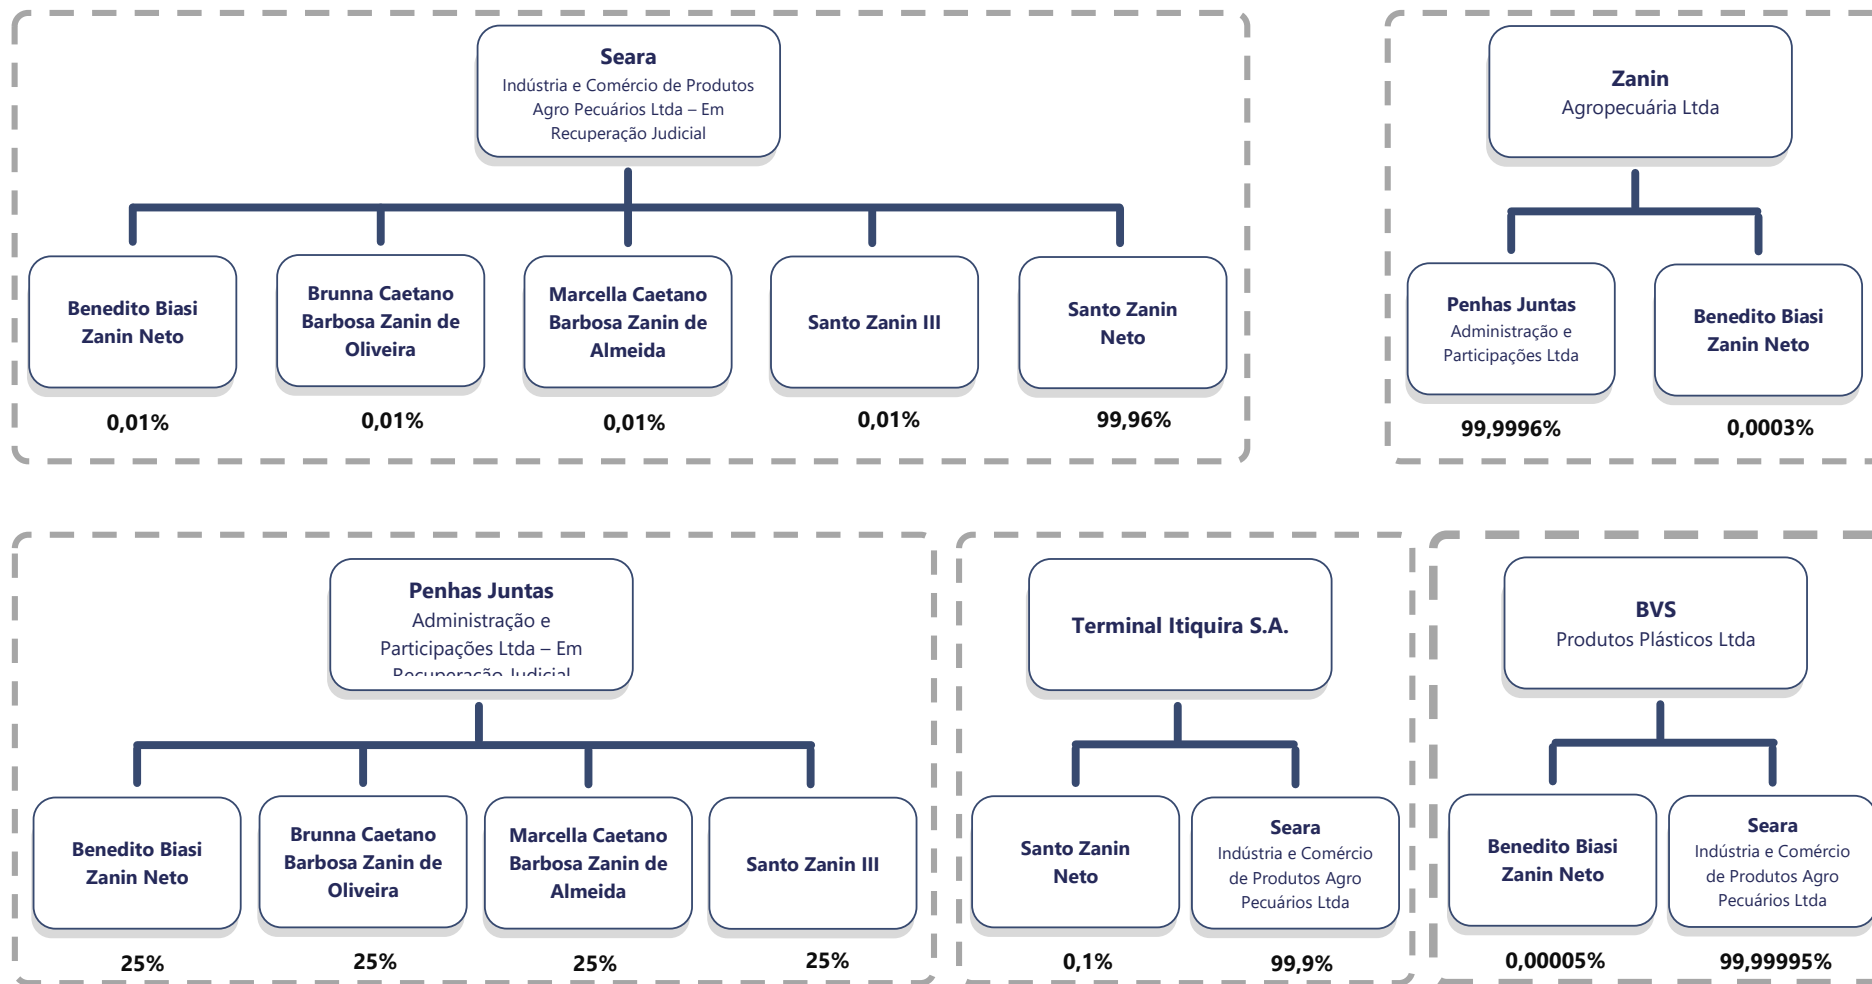 Seara
Indústria e Comércio de Produtos
Agro Pecuários Ltda – Em
Recuperação Judicial
Benedito Biasi
Zanin Neto
0,01%
Brunna Caetano
Barbosa Zanin de
Oliveira
0,01%
Marcella Caetano
Barbosa Zanin de
Almeida
0,01%
Santo Zanin III
0,01%
Santo Zanin
Neto
99,96%
Zanin
Agropecuária Ltda
Penhas Juntas
Administração e
Participações Ltda
99,9996%
Benedito Biasi
Zanin Neto
0,0003%
Penhas Juntas
Administração e
Participações Ltda – Em
Recuperação Judicial
Benedito Biasi
Zanin Neto
25%
Brunna Caetano
Barbosa Zanin de
Oliveira
25%
Marcella Caetano
Barbosa Zanin de
Almeida
25%
Santo Zanin III
25%
Terminal Itiquira S.A.
Santo Zanin
Neto
0,1%
Seara
Indústria e Comércio
de Produtos Agro
Pecuários Ltda
99,9%
BVS
Produtos Plásticos Ltda
Benedito Biasi
Zanin Neto
0,00005%
Seara
Indústria e Comércio
de Produtos Agro
Pecuários Ltda
99,99995%